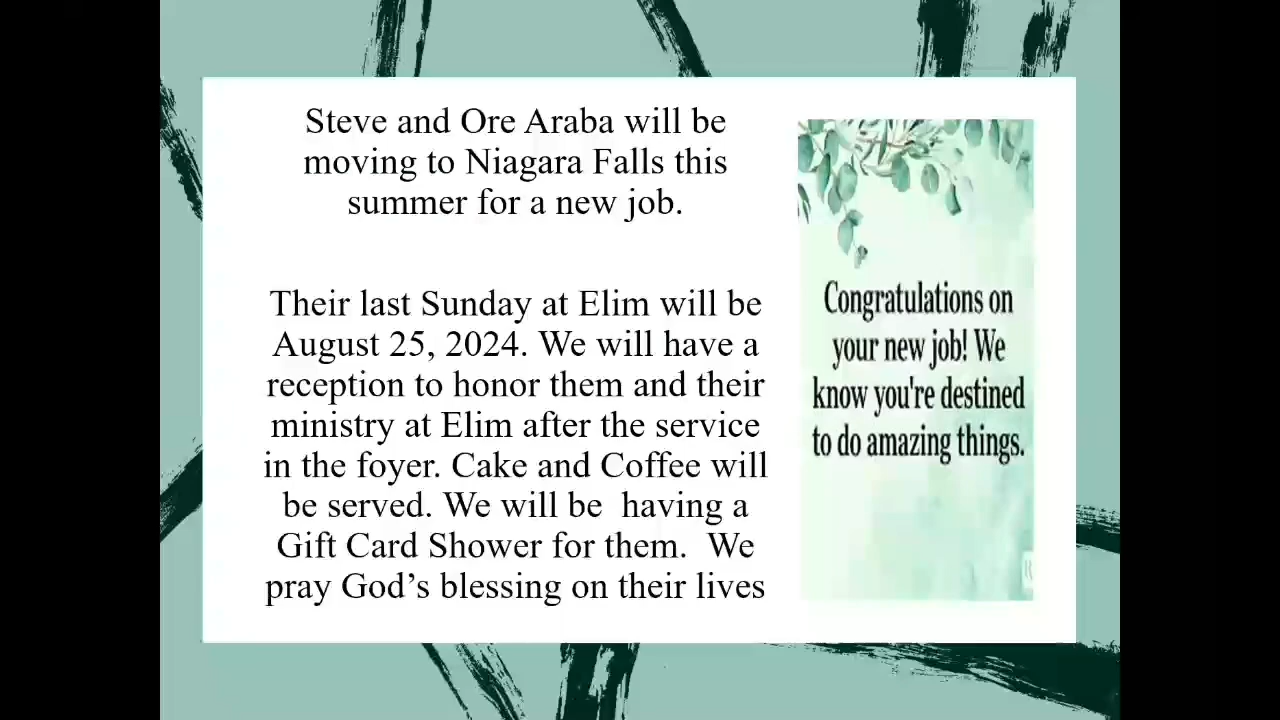 Steve and Ore Araba will be
moving to Niagara Falls this
summer for a new job.
Their last Sunday at Elim will be
August 25, 2024. We will have a
reception to honor them and their
ministry at Elim after the service
in the foyer. Cake and Coffee will
be served. We will be  having a
Gift Card Shower for them.  We
pray God’s blessing on their lives
Congratulations on
your new job! We
know you're destined
to do amazing things.